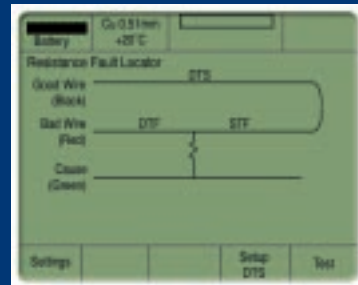 Battery
Cu 0.51mm
+20°C
Resistance Fault Locator
DTS
Good Wire
(Black)
Bad Wire
(Red)
DTF
STF
Cause
(Green)
Settings
Setup
DTS
Test